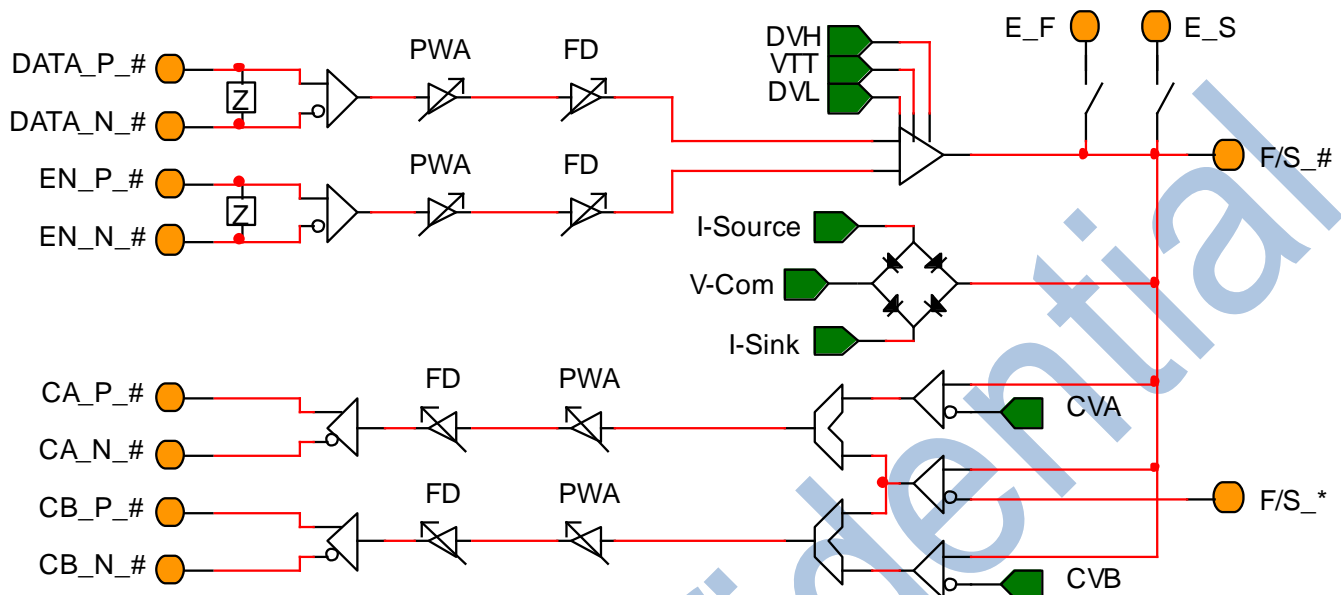 DATA_P_#
DATA_N_#
EN_P_#
EN_N_#
Z
Z
PWA
FD
PWA
FD
DVH
VTT
DVL
E_F
E_S
F/S_#
I-Source
V-Com
I-Sink
CA_P_#
CA_N_#
CB_P_#
CB_N_#
FD
PWA
FD
PWA
CVA
F/S_*
CVB
idential